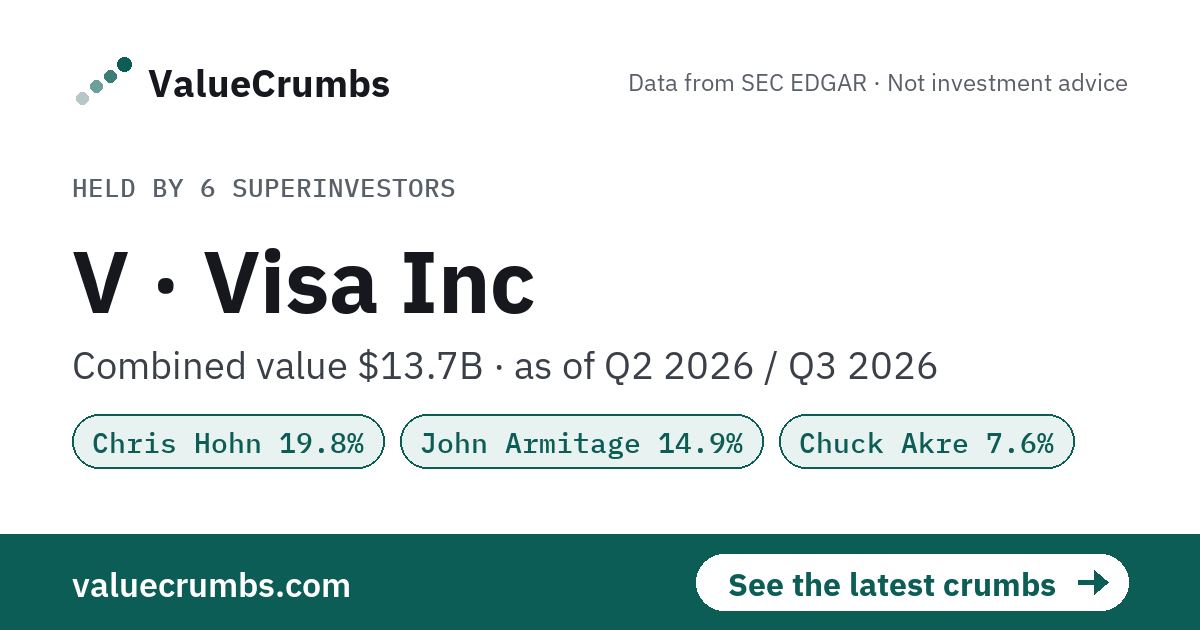 ValueCrumbs
Data from SEC EDGAR · Not investment advice
HELD BY 6 SUPERINVESTORS
V · Visa Inc
Combined value $13.7B · as of Q2 2026 / Q3 2026
Chris Hohn 19.8%
John Armitage 14.9%
Chuck Akre 7.6%
valuecrumbs.com
See the latest crumbs →